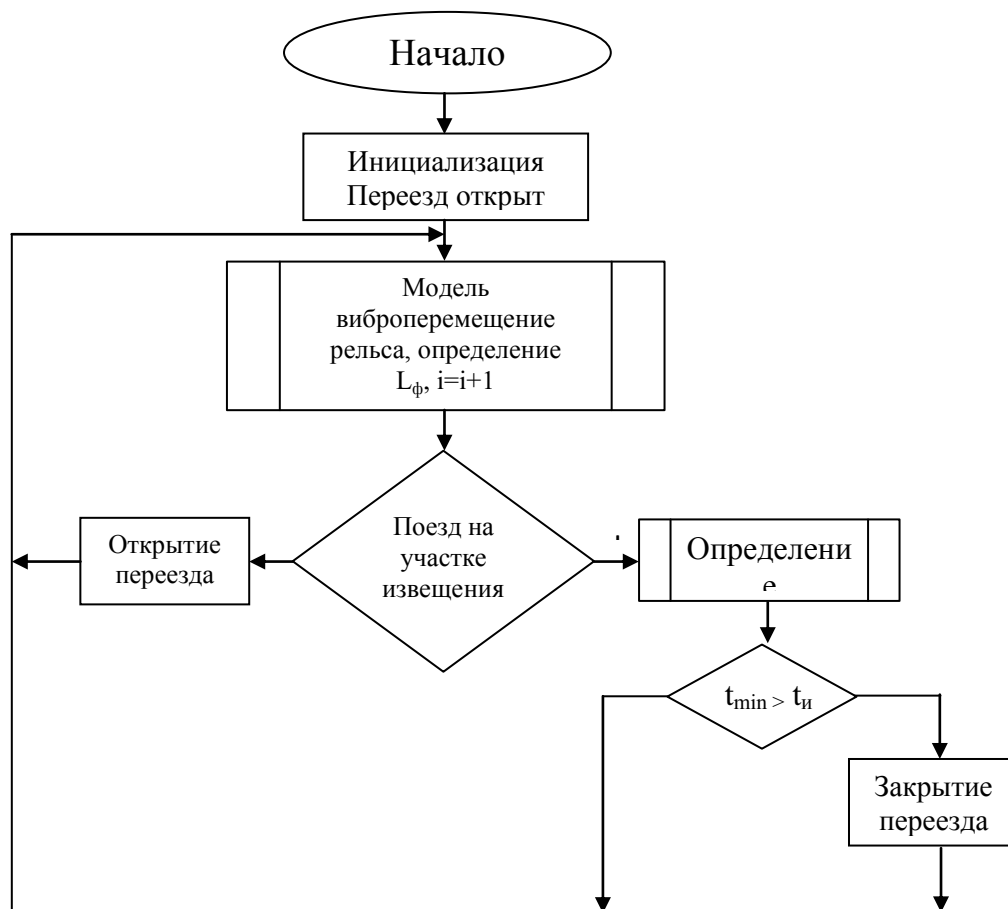 Начало
Инициализация
Переезд открыт
Модель
виброперемещение
рельса, определение
Lф, i=i+1
Поезд на
участке
извещения
Открытие
переезда
Определени
е
tmin > tи
Закрытие
переезда